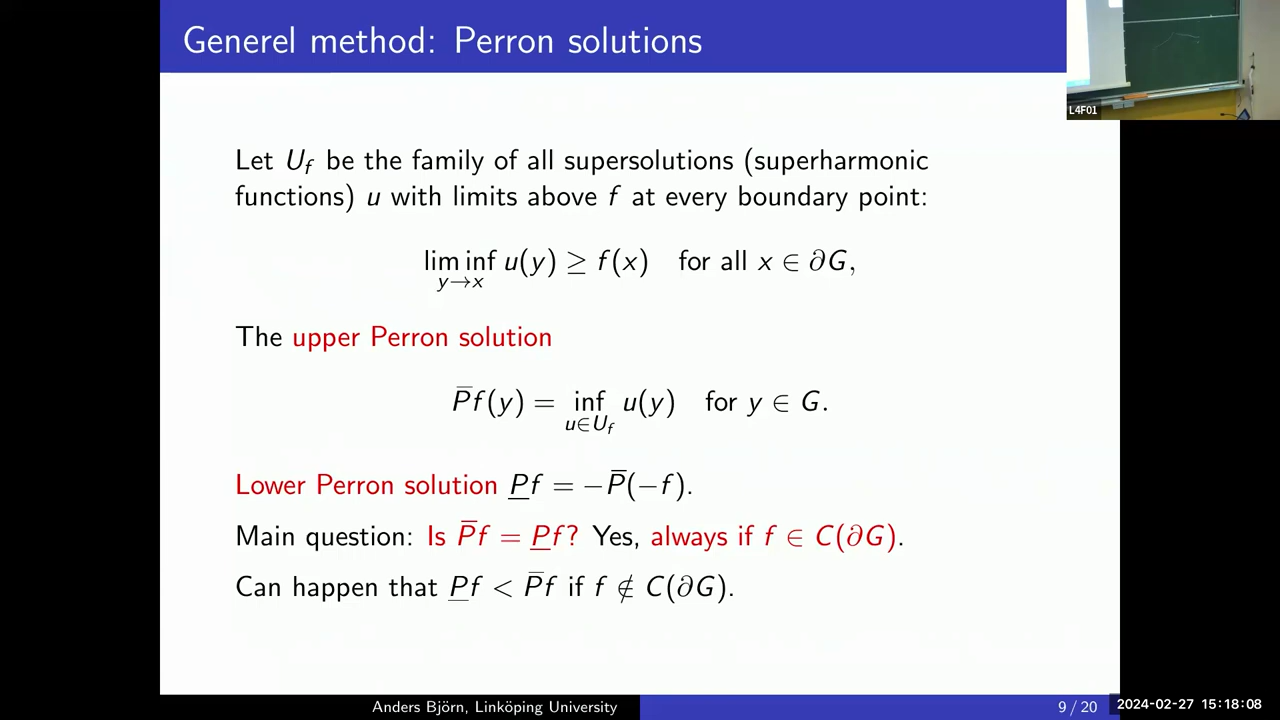 Generel method: Perron solutions
L4F01
Let U_f be the family of all supersolutions (superharmonic
functions) u with limits above f at every boundary point:
lim inf_{y→x} u(y) ≥ f(x) for all x ∈ ∂G,
The upper Perron solution
P̅f(y) = inf_{u∈U_f} u(y) for y ∈ G.
Lower Perron solution P̲f = −P̅(−f).
Main question: Is P̅f = P̲f? Yes, always if f ∈ C(∂G).
Can happen that P̲f < P̅f if f ∉ C(∂G).
Anders Björn, Linköping University
9 / 20
2024-02-27 15:18:08